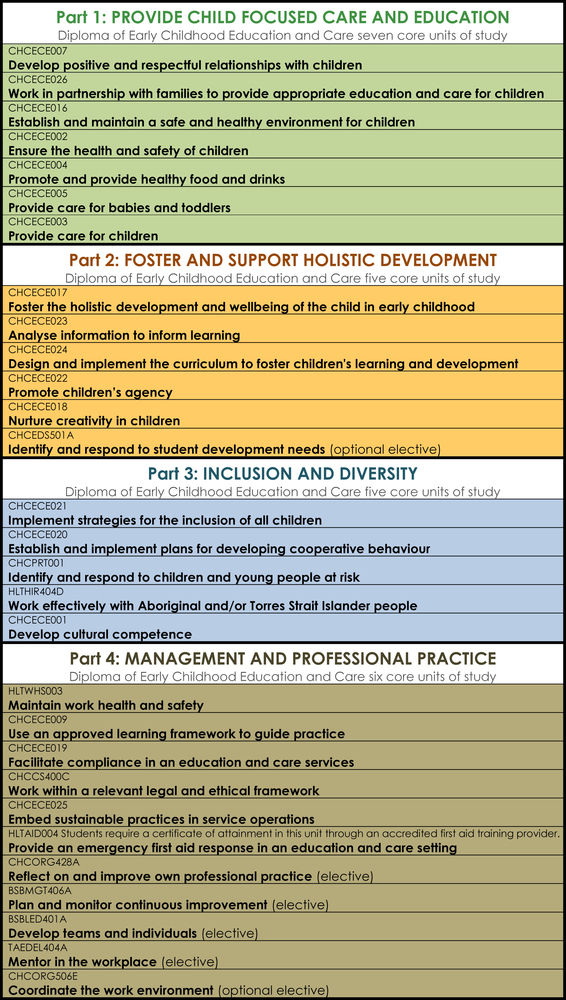 Part 1: PROVIDE CHILD FOCUSED CARE AND EDUCATION
Diploma of Early Childhood Education and Care seven core units of study
CHCECE007
Develop positive and respectful relationships with children
CHCECE026
Work in partnership with families to provide appropriate education and care for children
CHCECE016
Establish and maintain a safe and healthy environment for children
CHCECE002
Ensure the health and safety of children
CHCECE004
Promote and provide healthy food and drinks
CHCECE005
Provide care for babies and toddlers
CHCECE003
Provide care for children
Part 2: FOSTER AND SUPPORT HOLISTIC DEVELOPMENT
Diploma of Early Childhood Education and Care five core units of study
CHCECE017
Foster the holistic development and wellbeing of the child in early childhood
CHCECE023
Analyse information to inform learning
CHCECE024
Design and implement the curriculum to foster children's learning and development
CHCECE022
Promote children's agency
CHCECE018
Nurture creativity in children
CHCEDS501A
Identify and respond to student development needs (optional elective)
Part 3: INCLUSION AND DIVERSITY
Diploma of Early Childhood Education and Care five core units of study
CHCECE021
Implement strategies for the inclusion of all children
CHCECE020
Establish and implement plans for developing cooperative behaviour
CHCPRT001
Identify and respond to children and young people at risk
HLTHIR404D
Work effectively with Aboriginal and/or Torres Strait Islander people
CHCECE001
Develop cultural competence
Part 4: MANAGEMENT AND PROFESSIONAL PRACTICE
Diploma of Early Childhood Education and Care six core units of study
HLTWHS003
Maintain work health and safety
CHCECE009
Use an approved learning framework to guide practice
CHCECE019
Facilitate compliance in an education and care services
CHCCS400C
Work within a relevant legal and ethical framework
CHCECE025
Embed sustainable practices in service operations
HLTAID004 Students require a certificate of attainment in this unit through an accredited first aid training provider.
Provide an emergency first aid response in an education and care setting
CHCORG428A
Reflect on and improve own professional practice (elective)
BSBMGT406A
Plan and monitor continuous improvement (elective)
BSBLED401A
Develop teams and individuals (elective)
TAEDEL404A
Mentor in the workplace (elective)
CHCORG506E
Coordinate the work environment (optional elective)